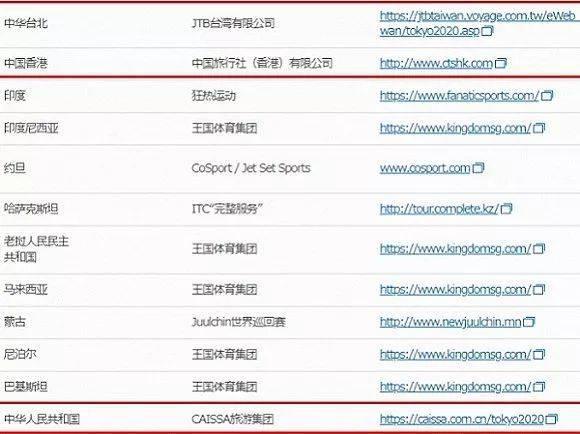 中华台北 JTB台湾有限公司 https://jtbtaiwan.voyage.com.tw/eWeb_
wan/tokyo2020.asp
中国香港 中国旅行社（香港）有限公司 http://www.ctshk.com
印度 狂热运动 https://www.fanaticsports.com/
印度尼西亚 王国体育集团 https://www.kingdomsg.com/
约旦 CoSport / Jet Set Sports www.cosport.com
哈萨克斯坦 ITC“完整服务” http://tour.complete.kz/
老挝人民民主
共和国 王国体育集团 https://www.kingdomsg.com/
马来西亚 王国体育集团 https://www.kingdomsg.com/
蒙古 Juulchin世界巡回赛 http://www.newjuulchin.mn
尼泊尔 王国体育集团 https://www.kingdomsg.com/
巴基斯坦 王国体育集团 https://www.kingdomsg.com/
中华人民共和国 CAISSA旅游集团 https://caissa.com.cn/tokyo2020